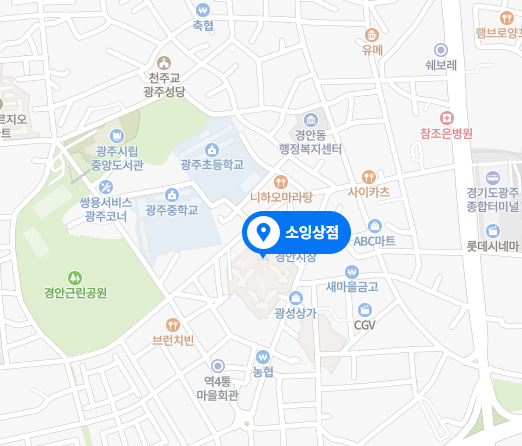 축협
램브로양꼬
유메
쉐보레
천주교
광주성당
르지오
트
참조은병원
경안동
행정복지센터
광주시립
중앙도서관
광주초등학교
니하오마라탕
사이카츠
경기도광주
종합터미널
쌍용서비스
광주코너
광주중학교
소잉상점
ABC마트
롯데시네마
경안시장
새마을금고
경안근린공원
광성상가
CGV
브런치빈
역4통
마을회관
농협